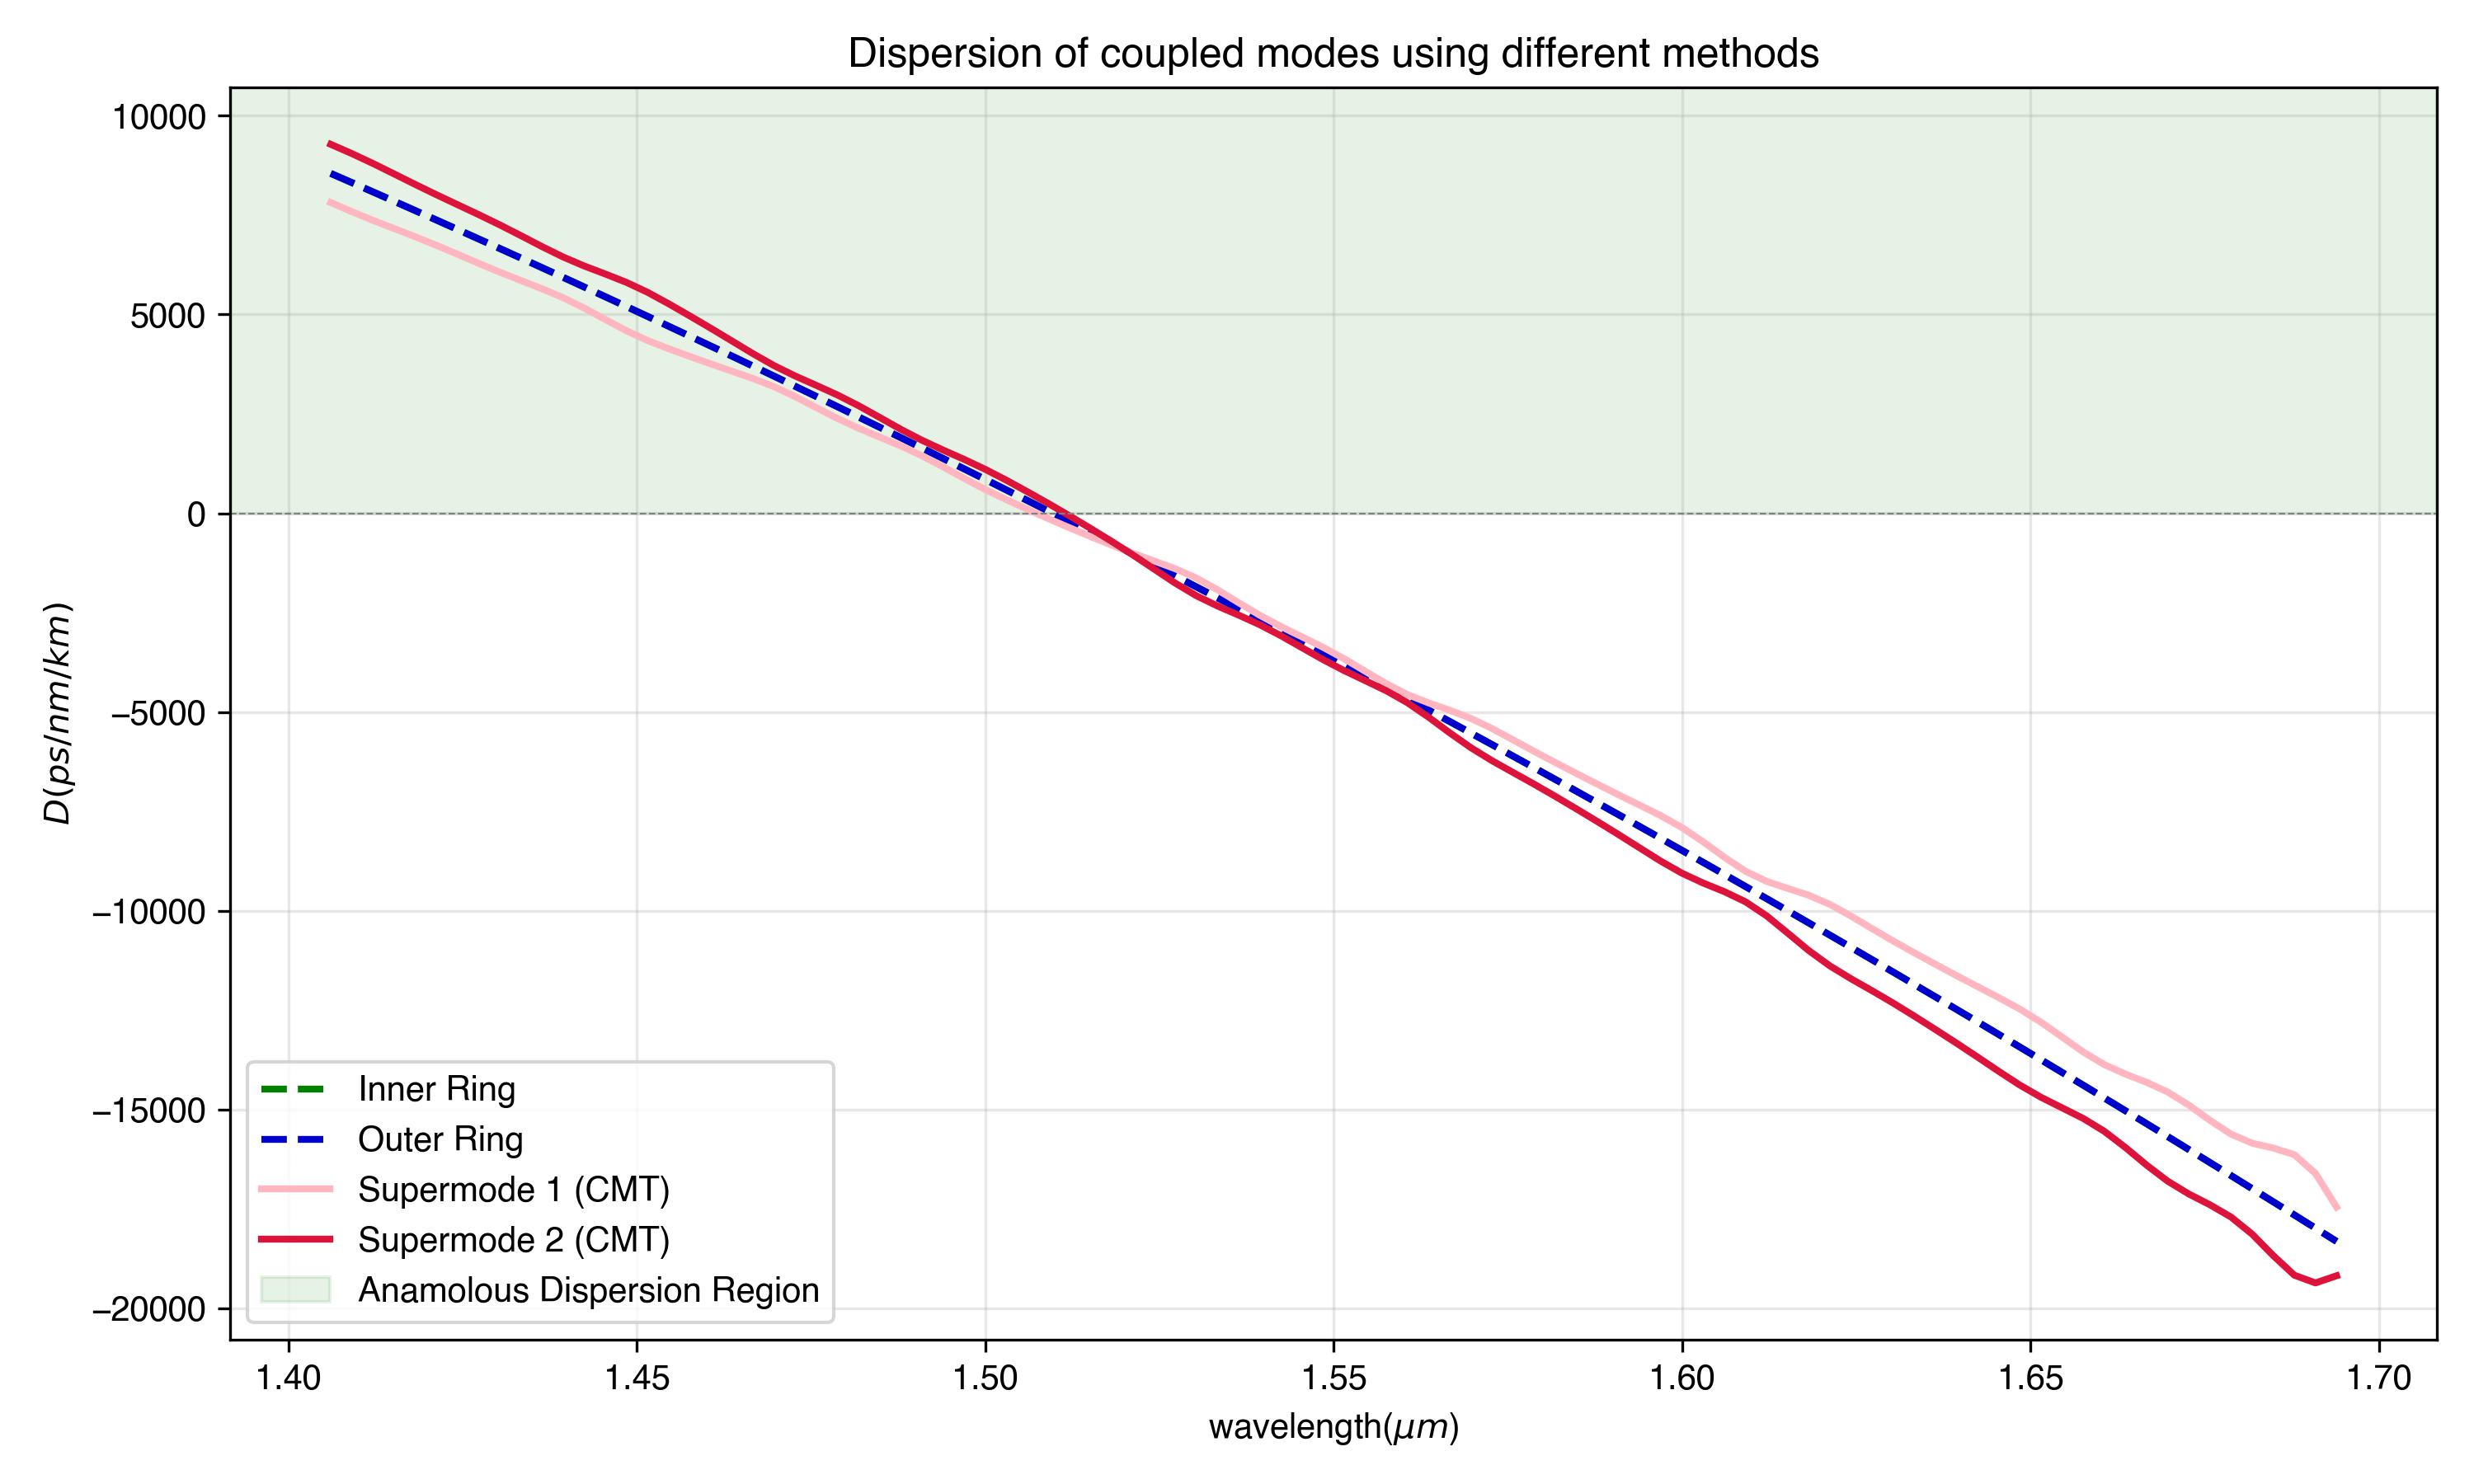 Dispersion of coupled modes using different methods
10000
5000
0
−5000
−10000
−15000
−20000
D(ps/nm/km)
Inner Ring
Outer Ring
Supermode 1 (CMT)
Supermode 2 (CMT)
Anamolous Dispersion Region
1.40 1.45 1.50 1.55 1.60 1.65 1.70
wavelength(μm)